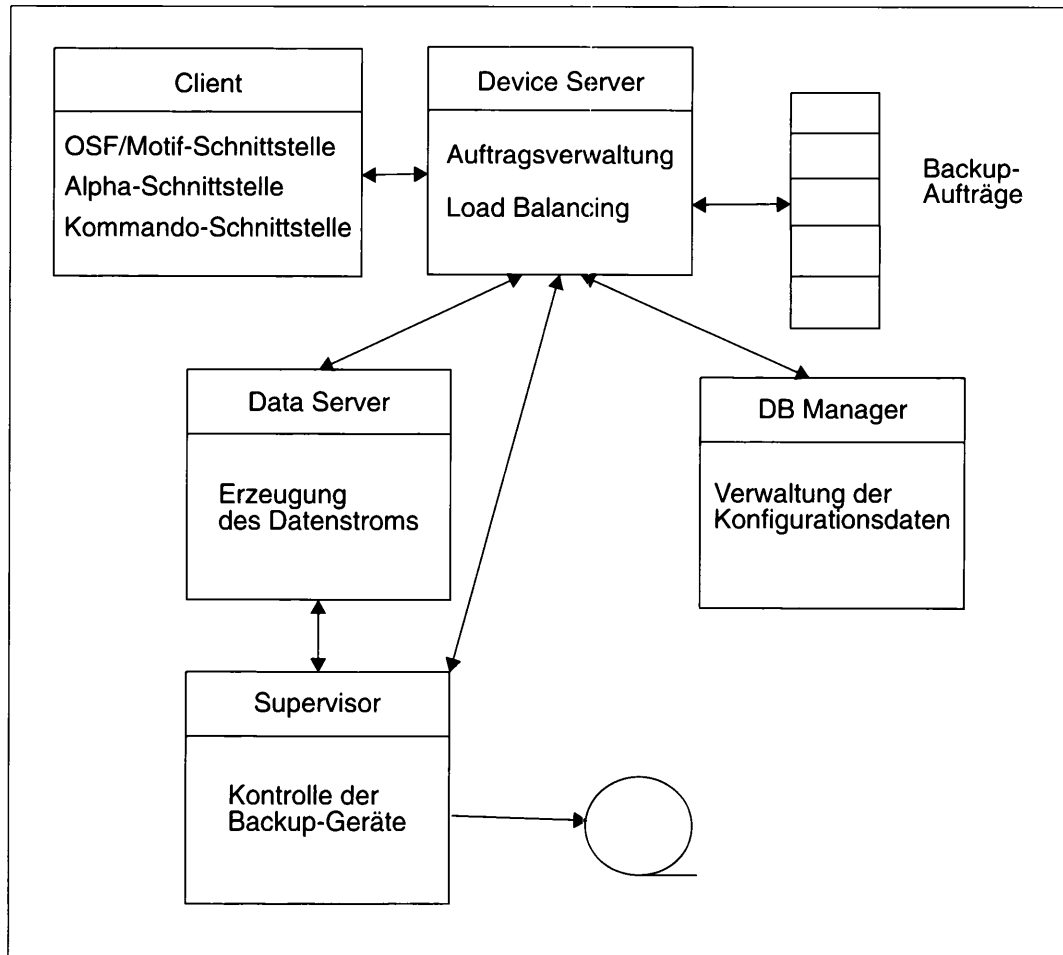 Client
OSF/Motif-Schnittstelle
Alpha-Schnittstelle
Kommando-Schnittstelle
Device Server
Auftragsverwaltung
Load Balancing
Backup-
Aufträge
Data Server
Erzeugung
des Datenstroms
DB Manager
Verwaltung der
Konfigurationsdaten
Supervisor
Kontrolle der
Backup-Geräte